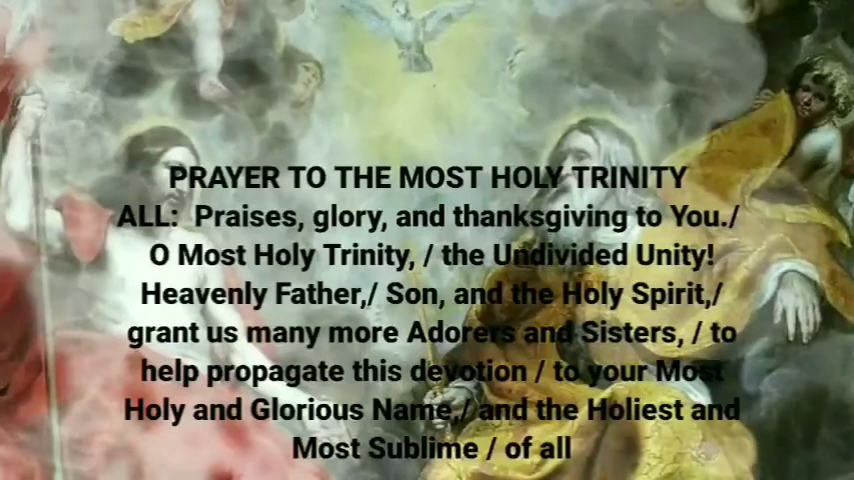 PRAYER TO THE MOST HOLY TRINITY
ALL:  Praises, glory, and thanksgiving to You./
O Most Holy Trinity, / the Undivided Unity!
Heavenly Father,/ Son, and the Holy Spirit,/
grant us many more Adorers and Sisters, / to
help propagate this devotion / to your Most
Holy and Glorious Name,/ and the Holiest and
Most Sublime / of all